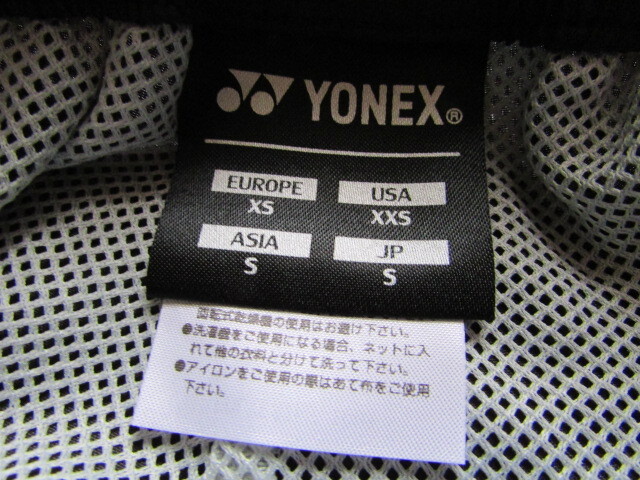 YONEX®
EUROPE USA
XS XXS
ASIA JP
S S
回転式乾燥機の使用はお避け下さい。
●洗濯機をご使用になる場合、ネットに入
れて他の衣料と分けて洗って下さい。
●アイロンをご使用の際はあて布をご使用
下さい。